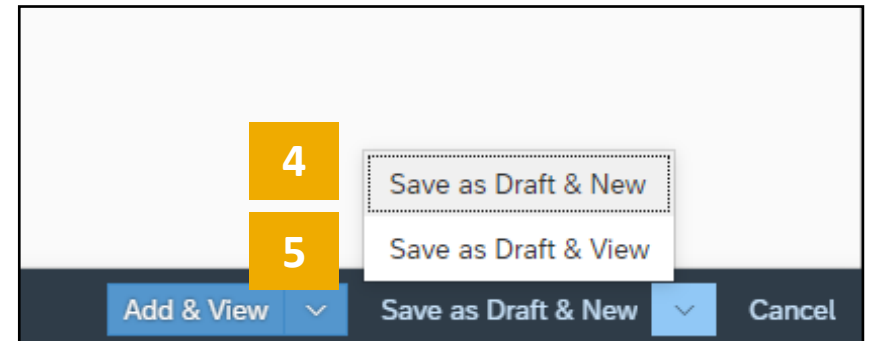 4
Save as Draft & New
5
Save as Draft & View
Add & View Save as Draft & New Cancel